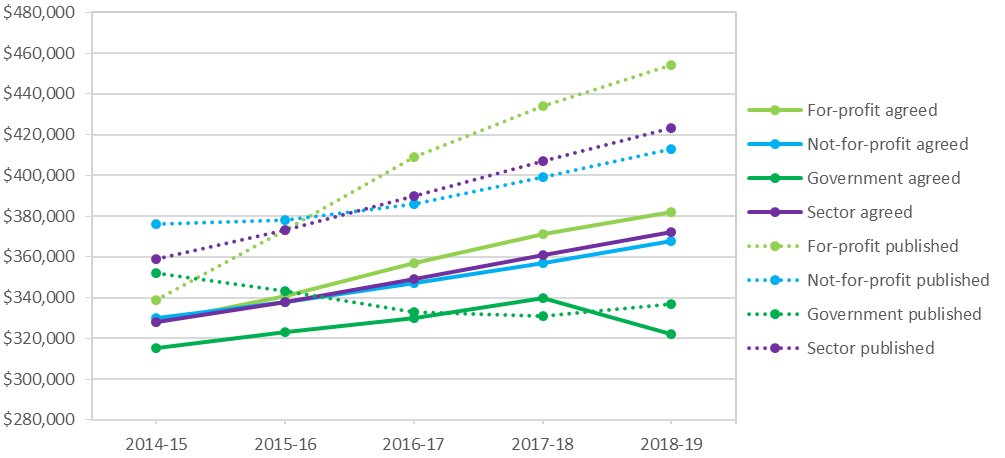 $480,000
$460,000
$440,000
$420,000
$400,000
$380,000
$360,000
$340,000
$320,000
$300,000
$280,000
2014-15 2015-16 2016-17 2017-18 2018-19
For-profit agreed
Not-for-profit agreed
Government agreed
Sector agreed
For-profit published
Not-for-profit published
Government published
Sector published